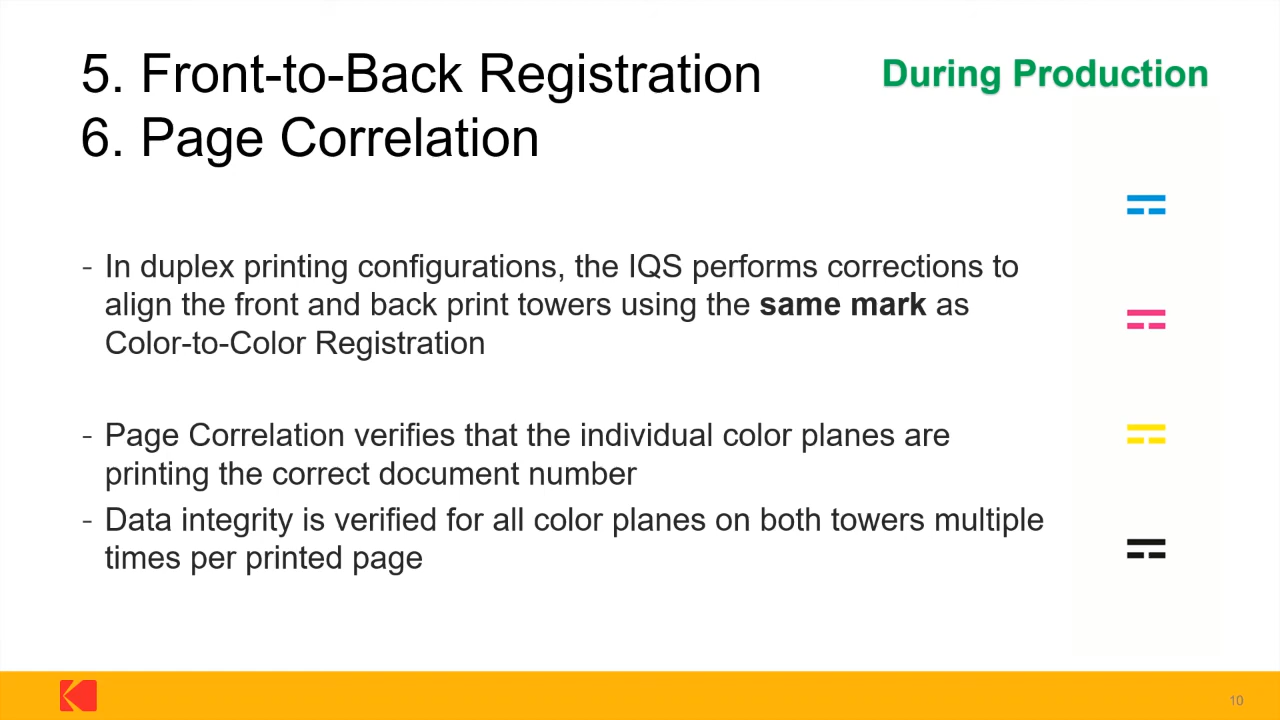 5. Front-to-Back Registration
6. Page Correlation
During Production
- In duplex printing configurations, the IQS performs corrections to
align the front and back print towers using the same mark as
Color-to-Color Registration
- Page Correlation verifies that the individual color planes are
printing the correct document number
- Data integrity is verified for all color planes on both towers multiple
times per printed page
10